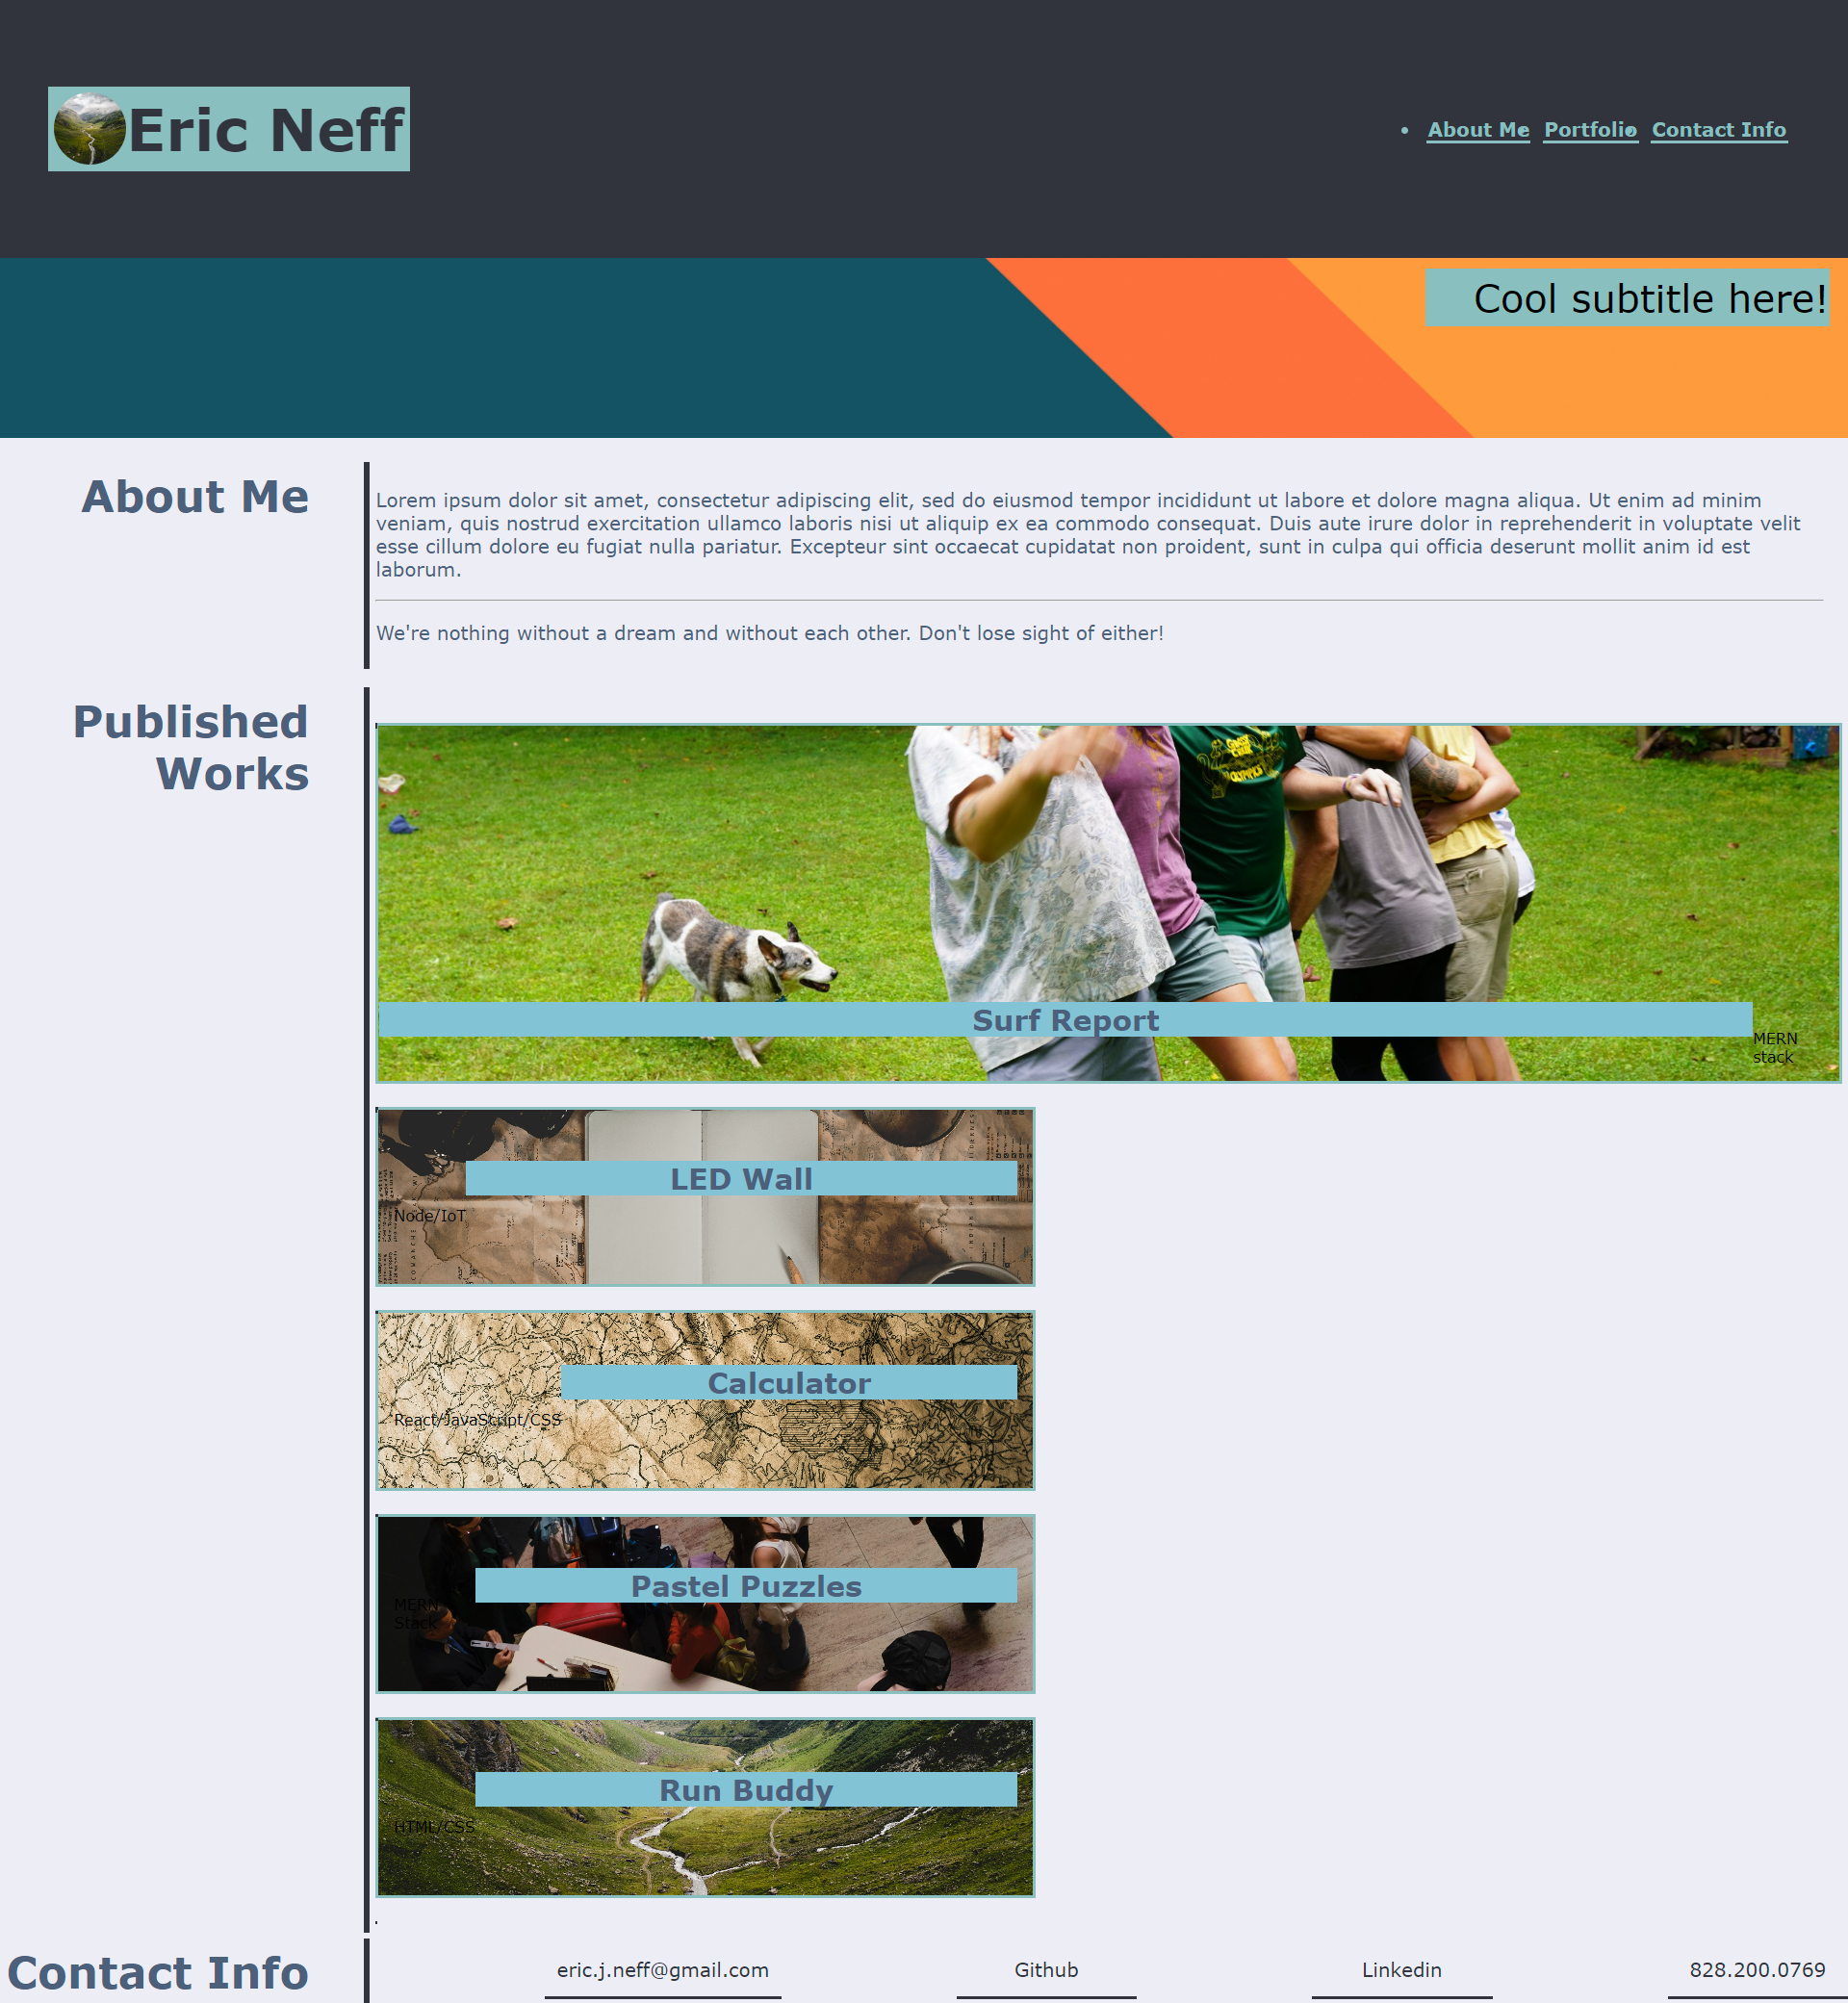 Eric Neff
About Me
Portfolio
Contact Info
Cool subtitle here!
About Me
Lorem ipsum dolor sit amet, consectetur adipiscing elit, sed do eiusmod tempor incididunt ut labore et dolore magna aliqua. Ut enim ad minim
veniam, quis nostrud exercitation ullamco laboris nisi ut aliquip ex ea commodo consequat. Duis aute irure dolor in reprehenderit in voluptate velit
esse cillum dolore eu fugiat nulla pariatur. Excepteur sint occaecat cupidatat non proident, sunt in culpa qui officia deserunt mollit anim id est
laborum.
We're nothing without a dream and without each other. Don't lose sight of either!
Published
Works
Surf Report
MERN
stack
LED Wall
Node/IoT
Calculator
React/JavaScript/CSS
Pastel Puzzles
MERN
Stack
Run Buddy
HTML/CSS
Contact Info
eric.j.neff@gmail.com
Github
Linkedin
828.200.0769